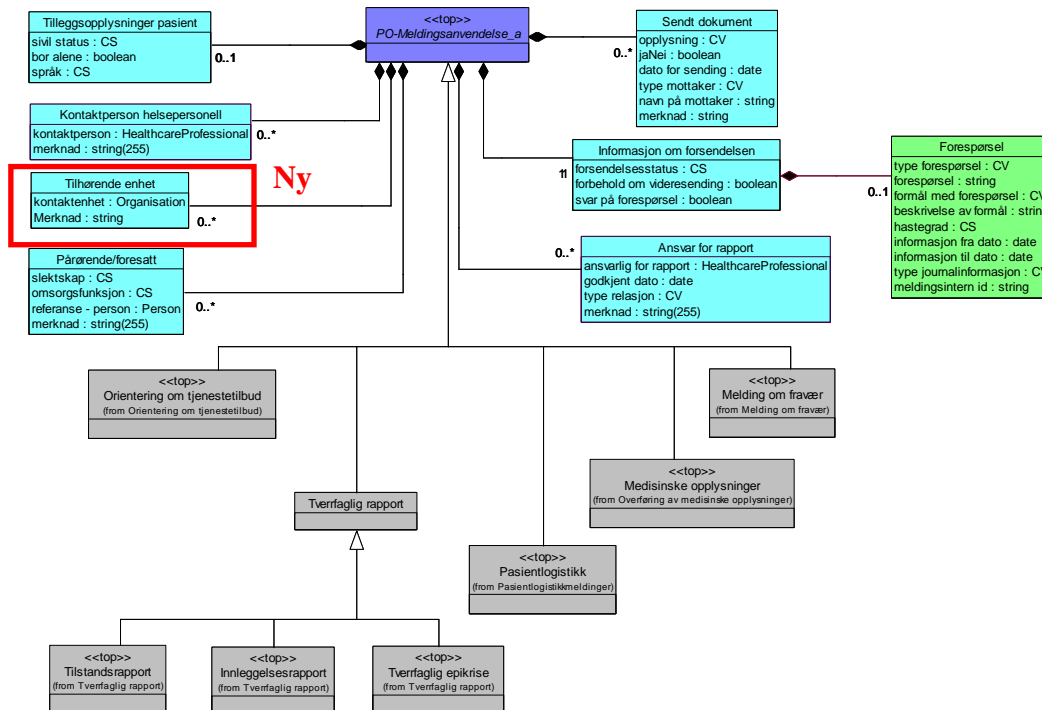 Tilleggsopplysninger pasient
sivil status : CS
bor alene : boolean
språk : CS
0..1
<<top>>
PO-Meldingsanvendelse_a
Sendt dokument
opplysning : CV
jaNei : boolean
dato for sending : date
type mottaker : CV
navn på mottaker : string
merknad : string
0..*
Kontaktperson helsepersonell
kontaktperson : HealthcareProfessional
merknad : string(255)
0..*
Informasjon om forsendelsen
forsendelsesstatus : CS
forbehold om videresending : boolean
svar på forespørsel : boolean
11
Forespørsel
type forespørsel : CV
forespørsel : string
formål med forespørsel : CV
beskrivelse av formål : strin
hastegrad : CS
informasjon fra dato : date
informasjon til dato : date
type journalinformasjon : CV
meldingsintern id : string
0..1
Ny
Tilhørende enhet
kontaktenhet : Organisation
Merknad : string
0..*
Pårørende/foresatt
slektskap : CS
omsorgsfunksjon : CS
referanse - person : Person
merknad : string(255)
0..*
Ansvar for rapport
ansvarlig for rapport : HealthcareProfessional
godkjent dato : date
type relasjon : CV
merknad : string(255)
0..*
<<top>>
Orientering om tjenestetilbud
(from Orientering om tjenestetilbud)
<<top>>
Melding om fravær
(from Melding om fravær)
<<top>>
Medisinske opplysninger
(from Overføring av medisinske opplysninger)
Tverrfaglig rapport
<<top>>
Pasientlogistikk
(from Pasientlogistikkmeldinger)
<<top>>
Tilstandsrapport
(from Tverrfaglig rapport)
<<top>>
Innleggelsesrapport
(from Tverrfaglig rapport)
<<top>>
Tverrfaglig epikrise
(from Tverrfaglig rapport)